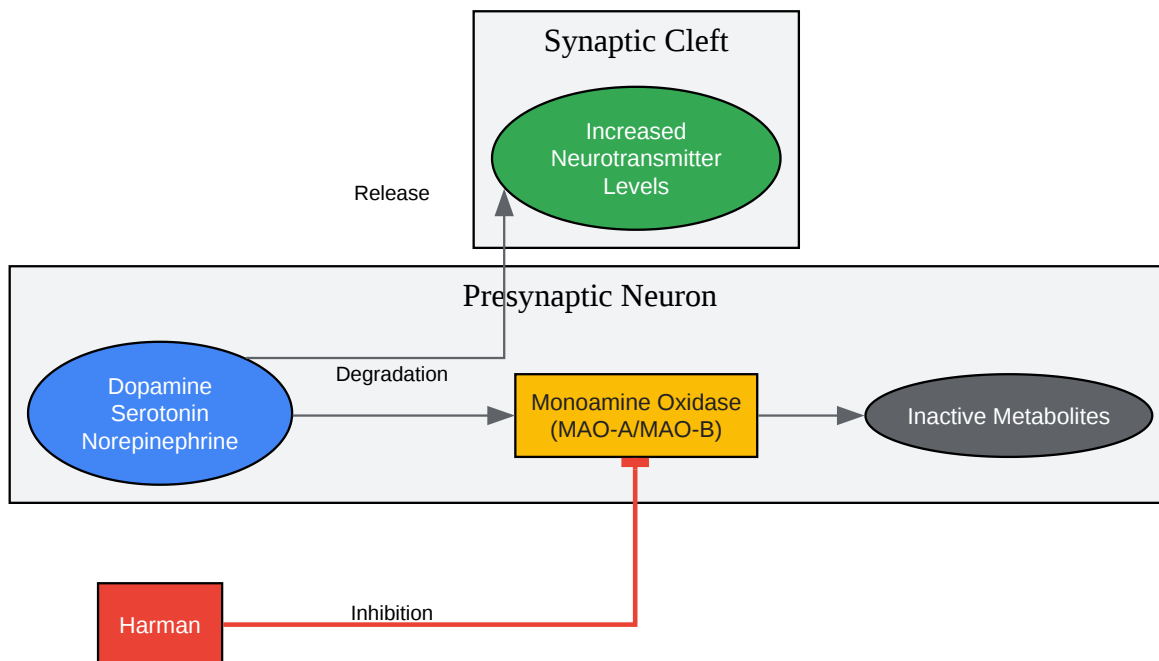 Synaptic Cleft
Increased
Neurotransmitter
Levels
Release
Presynaptic Neuron
Degradation
Dopamine
Serotonin
Norepinephrine
Monoamine Oxidase
(MAO-A/MAO-B)
Inactive Metabolites
Inhibition
Harman